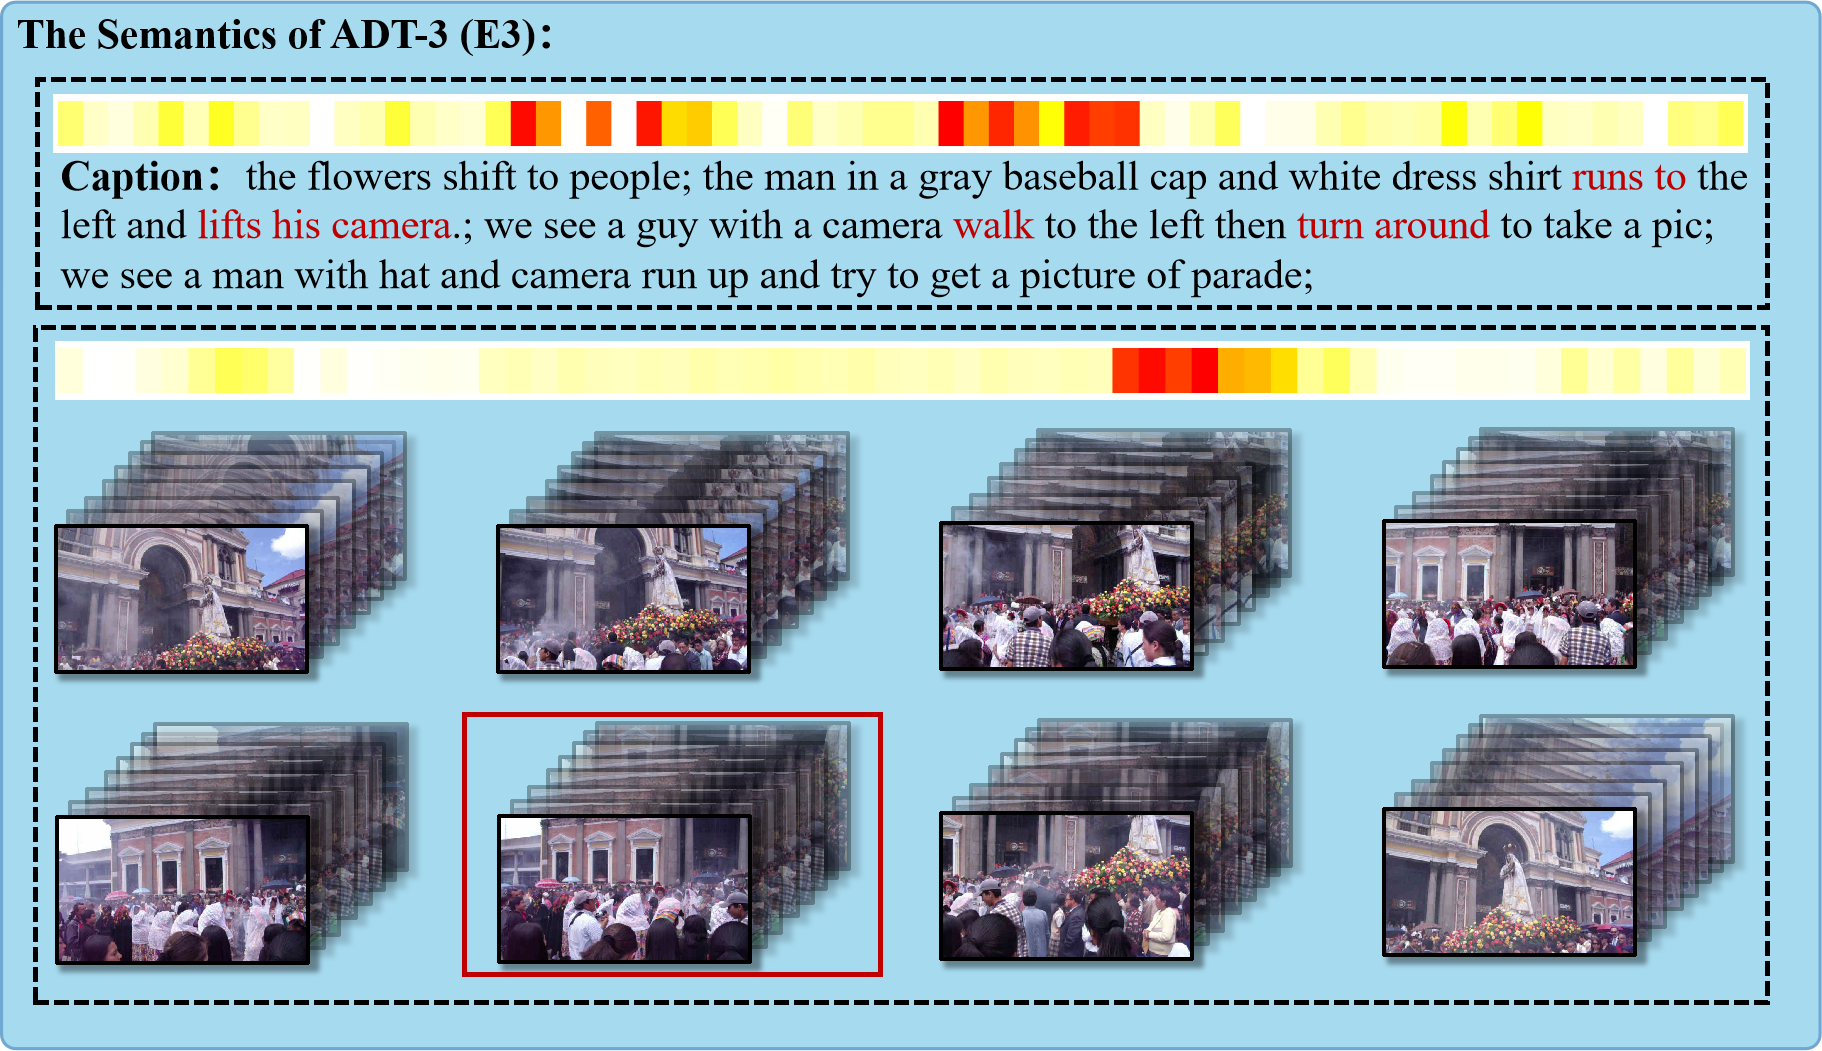 The Semantics of ADT-3 (E3):
Caption: the flowers shift to people; the man in a gray baseball cap and white dress shirt runs to the
left and lifts his camera.; we see a guy with a camera walk to the left then turn around to take a pic;
we see a man with hat and camera run up and try to get a picture of parade;